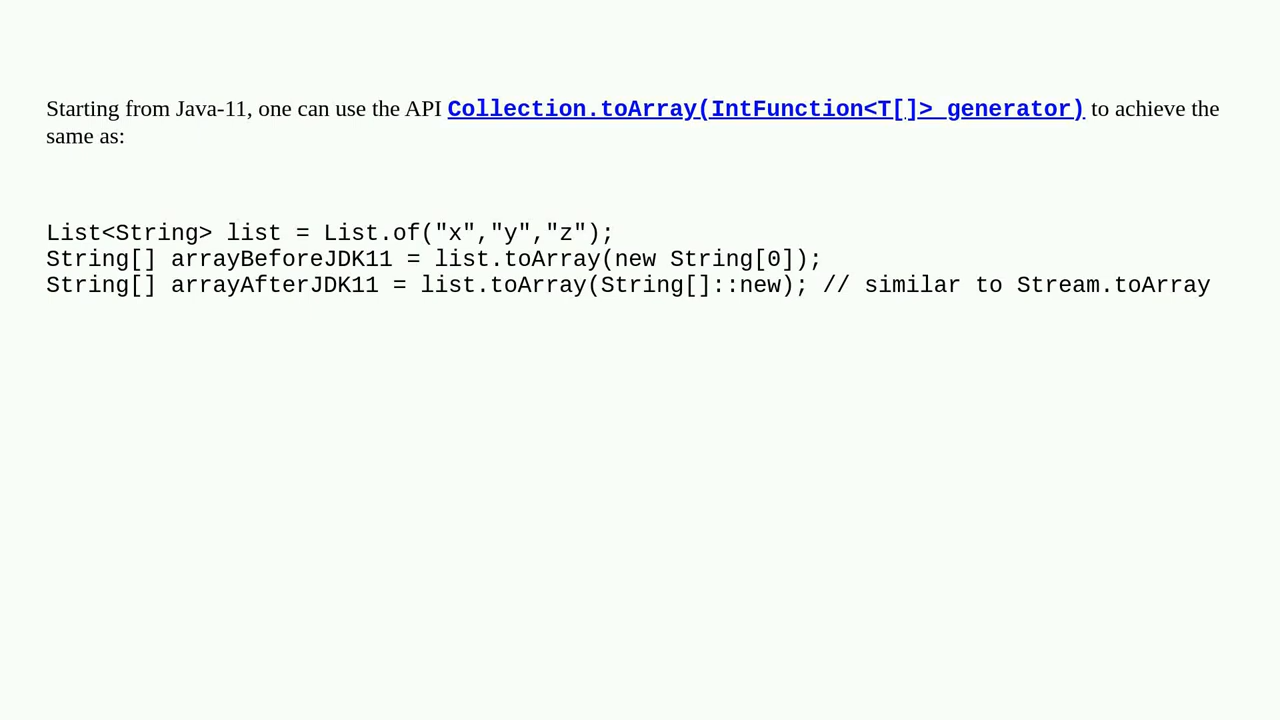 Starting from Java-11, one can use the API Collection.toArray(IntFunction<T[]> generator) to achieve the
same as:
List<String> list = List.of("x","y","z");
String[] arrayBeforeJDK11 = list.toArray(new String[0]);
String[] arrayAfterJDK11 = list.toArray(String[]::new); // similar to Stream.toArray